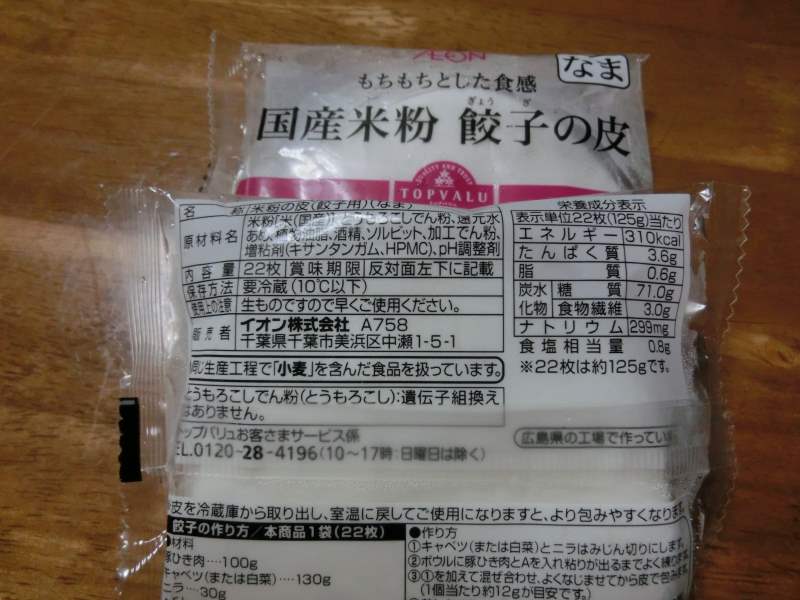 ÆON
なま
もちもちとした食感
ぎょう ざ
国産米粉 餃子の皮
QUALITY AND TRUST
TOPVALU
名 称 米粉の皮(餃子用)(なま)
原材料名 米粉「米(国産)」、とうもろこしでん粉、還元水
あめ、植物油脂、酒精、ソルビット、加工でん粉、
増粘剤(キサンタンガム、HPMC)、pH調整剤
内容量 22枚 賞味期限 反対面左下に記載
保存方法 要冷蔵(10℃以下)
使用上の注意 生ものですので早くご使用ください。
販売者 イオン株式会社 A758
千葉県千葉市美浜区中瀬1-5-1
同じ生産工程で「小麦」を含んだ食品を扱っています。
とうもろこしでん粉(とうもろこし):遺伝子組換え
はありません。
トップバリュお客さまサービス係
TEL.0120-28-4196(10〜17時:日曜日は除く)
栄養成分表示
表示単位22枚(125g)当たり
エネルギー 310kcal
たんぱく質 3.6g
脂質 0.6g
炭水化物 糖質 71.0g
食物繊維 3.0g
ナトリウム 299mg
食塩相当量 0.8g
※22枚は約125gです。
広島県の工場で作ってい
皮を冷蔵庫から取り出し、室温に戻してご使用になりますと、より包みやすくなります
餃子の作り方/本商品1袋(22枚)
●材料
豚ひき肉‥‥100g
キャベツ(または白菜)‥‥130g
ニラ‥‥30g
●作り方
①キャベツ(または白菜)とニラはみじん切りにします。
②ボウルに豚ひき肉とAを入れ粘りが出るまでよく練り
③①を加えて混ぜ合わせ、よくなじませてから皮で包み
(1個当たり約12gが目安です。)